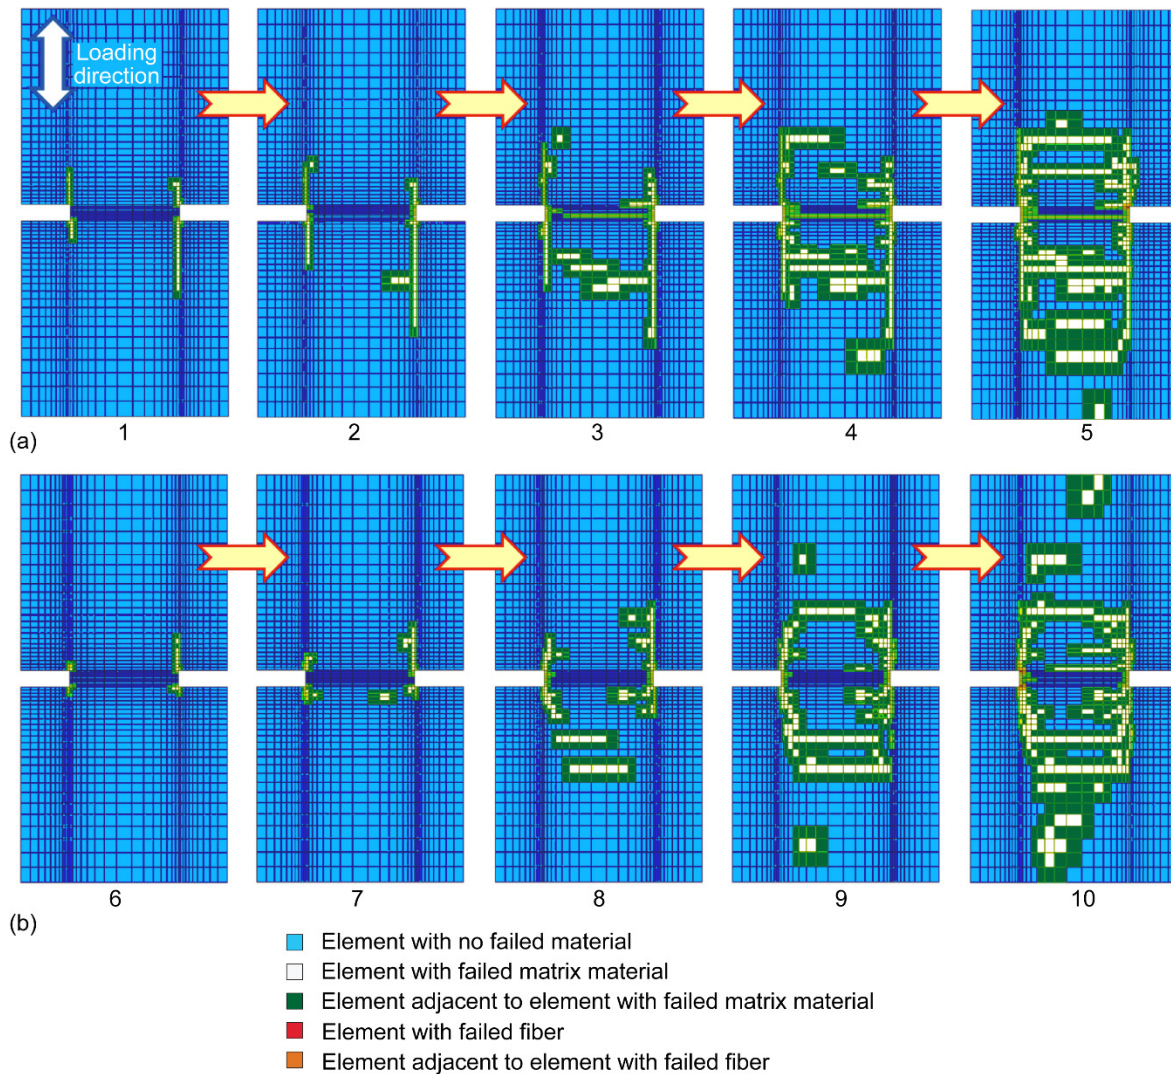 Loading
direction
1 2 3 4 5
(a)
6 7 8 9 10
(b)
Element with no failed material
Element with failed matrix material
Element adjacent to element with failed matrix material
Element with failed fiber
Element adjacent to element with failed fiber